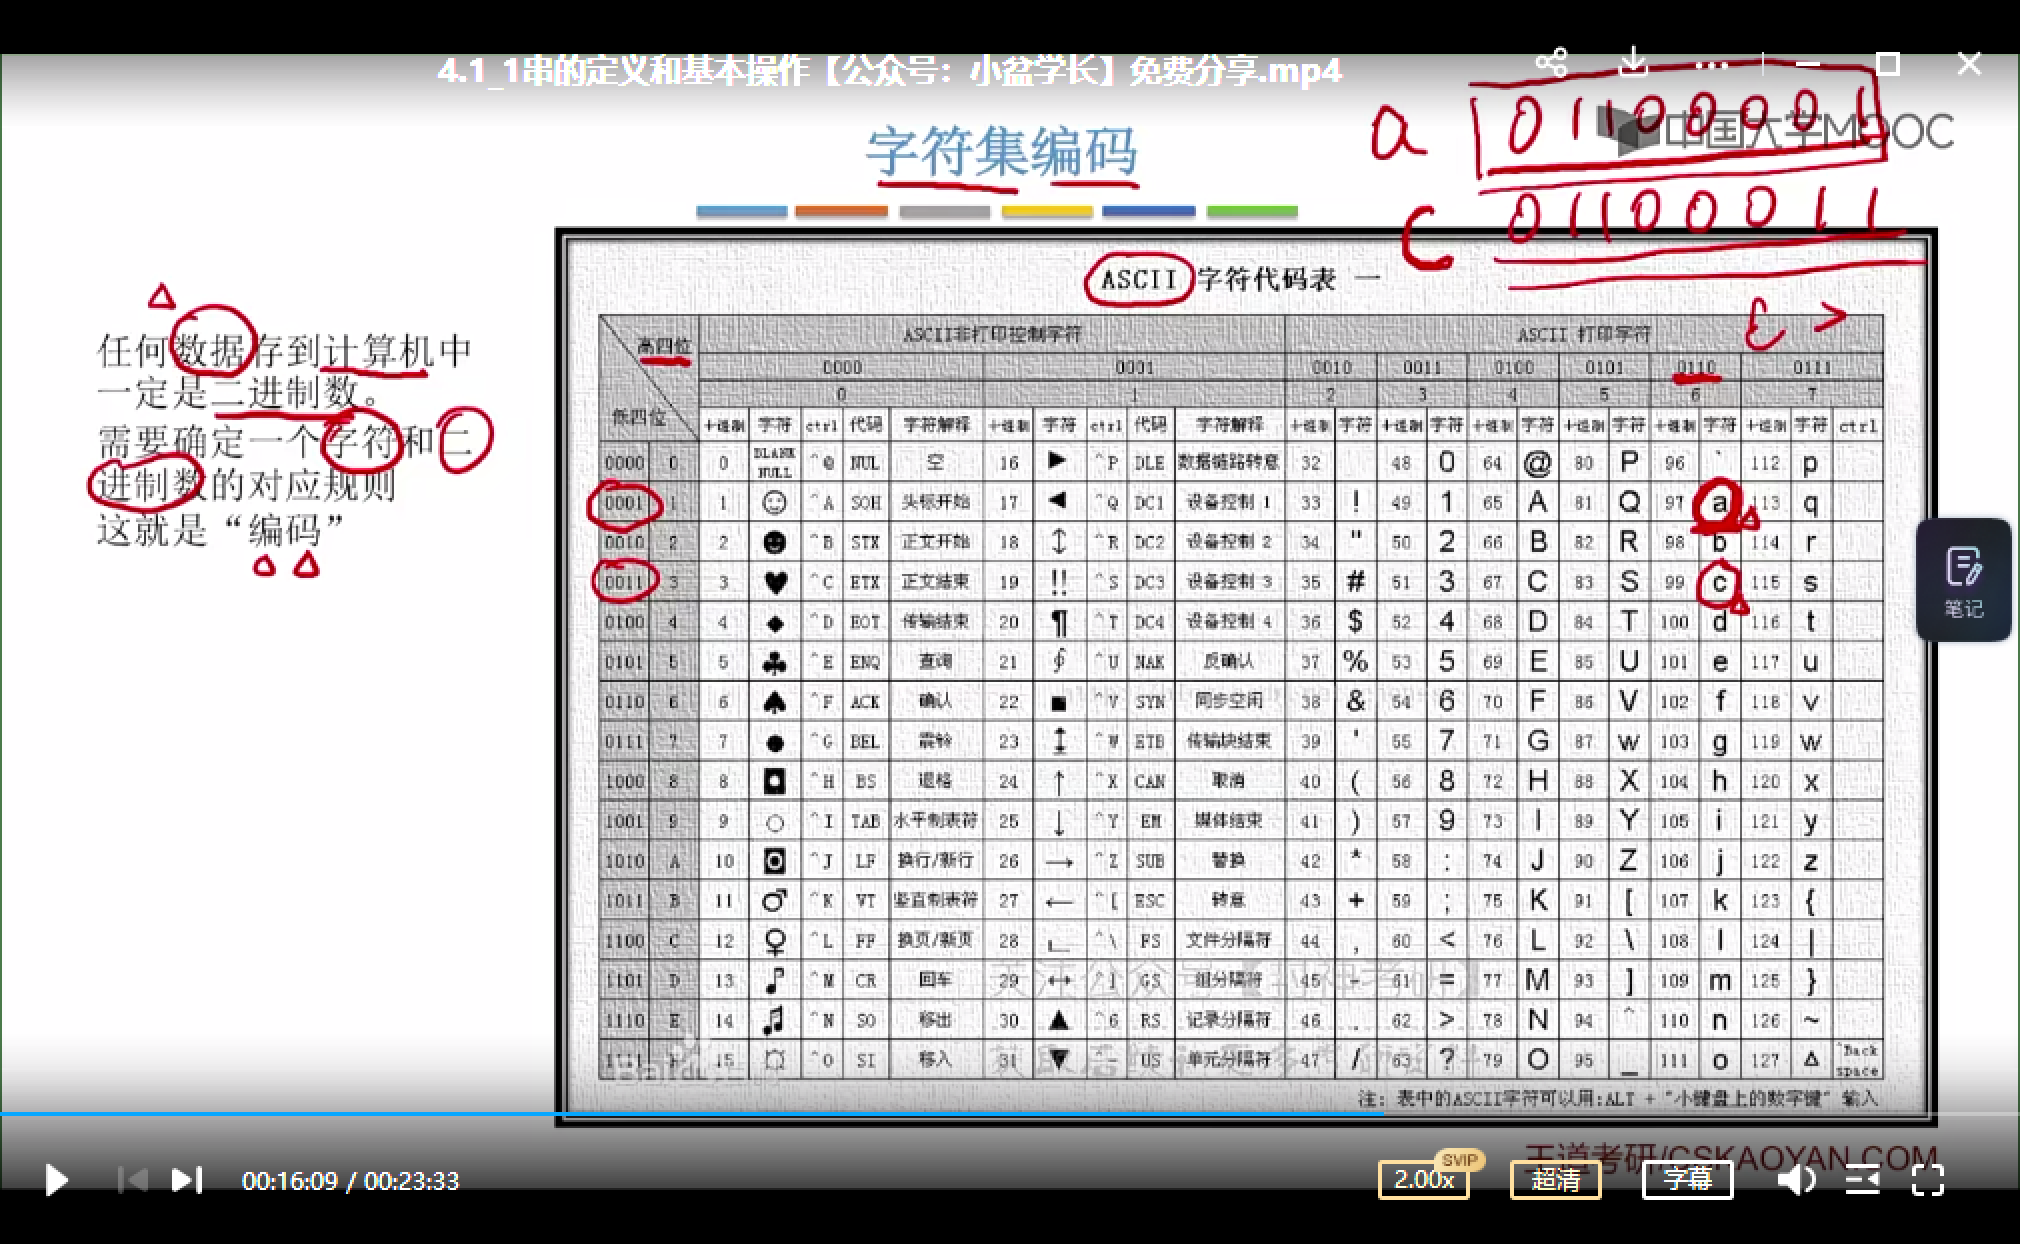 4.1_1串的定义和基本操作【公众号：小盆学长】免费分享.mp4
a 01100001
中国大学MOOC
字符集编码
c 01100011
ASCII 字符代码表 一
任何数据存到计算机中
一定是二进制数。
需要确定一个字符和二
进制数的对应规则
这就是“编码”
高四位 ASCII非打印控制字符 ASCII 打印字符
0000 0001 0010 0011 0100 0101 0110 0111
低四位 0 1 2 3 4 5 6 7
十进制 字符 ctrl 代码 字符解释 十进制 字符 ctrl 代码 字符解释 十进制 字符 十进制 字符 十进制 字符 十进制 字符 十进制 字符 十进制 字符 ctrl
0000 0 0 BLANK NULL ^@ NUL 空 16 ► ^P DLE 数据链路转意 32 48 0 64 @ 80 P 96 ` 112 p
0001 1 1 ☺ ^A SOH 头标开始 17 ◄ ^Q DC1 设备控制 1 33 ! 49 1 65 A 81 Q 97 a 113 q
0010 2 2 ☻ ^B STX 正文开始 18 ↕ ^R DC2 设备控制 2 34 " 50 2 66 B 82 R 98 b 114 r
0011 3 3 ♥ ^C ETX 正文结束 19 !! ^S DC3 设备控制 3 35 # 51 3 67 C 83 S 99 c 115 s
0100 4 4 ◆ ^D EOT 传输结束 20 ¶ ^T DC4 设备控制 4 36 $ 52 4 68 D 84 T 100 d 116 t
0101 5 5 ♣ ^E ENQ 查询 21 ∮ ^U NAK 反确认 37 % 53 5 69 E 85 U 101 e 117 u
0110 6 6 ♠ ^F ACK 确认 22 ■ ^V SYN 同步空闲 38 & 54 6 70 F 86 V 102 f 118 v
0111 7 7 ● ^G BEL 震铃 23 ↨ ^W ETB 传输块结束 39 ' 55 7 71 G 87 w 103 g 119 w
1000 8 8 ◘ ^H BS 退格 24 ↑ ^X CAN 取消 40 ( 56 8 72 H 88 X 104 h 120 x
1001 9 9 ○ ^I TAB 水平制表符 25 ↓ ^Y EM 媒体结束 41 ) 57 9 73 I 89 Y 105 i 121 y
1010 A 10 ◙ ^J LF 换行/新行 26 → ^Z SUB 替换 42 * 58 : 74 J 90 Z 106 j 122 z
1011 B 11 ♂ ^K VT 竖直制表符 27 ← ^[ ESC 转意 43 + 59 ; 75 K 91 [ 107 k 123 {
1100 C 12 ♀ ^L FF 换页/新页 28 ∟ ^\ FS 文件分隔符 44 , 60 < 76 L 92 \ 108 l 124 |
1101 D 13 ♪ ^M CR 回车 29 ↔ ^] GS 组分隔符 45 - 61 = 77 M 93 ] 109 m 125 }
1110 E 14 ♫ ^N SO 移出 30 ▲ ^6 RS 记录分隔符 46 . 62 > 78 N 94 ^ 110 n 126 ~
1111 F 15 ☼ ^O SI 移入 31 ▼ ^- US 单元分隔符 47 / 63 ? 79 O 95 _ 111 o 127 Δ ^Back space
注: 表中的ASCII字符可以用:ALT + "小键盘上的数字键" 输入
笔记
王道考研/CSKAOYAN.COM
00:16:09 / 00:23:33
2.00x
SVIP
超清
字幕